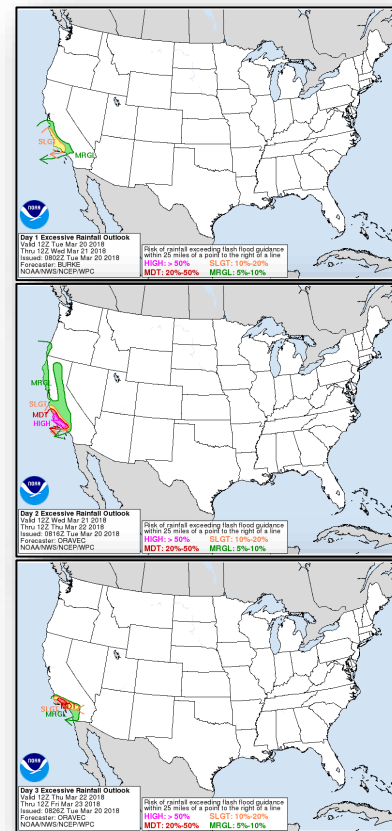 SLGT
MRGL
NOAA
Day 1 Excessive Rainfall Outlook
Valid 12Z Tue Mar 20 2018
Thru 12Z Wed Mar 21 2018
Issued: 0802Z Tue Mar 20 2018
Forecaster: BURKE
NOAA/NWS/NCEP/WPC
Risk of rainfall exceeding flash flood guidance
within 25 miles of a point to the right of a line
HIGH: > 50% SLGT: 10%-20%
MDT: 20%-50% MRGL: 5%-10%
MRGL
SLGT
MDT
HIGH
NOAA
Day 2 Excessive Rainfall Outlook
Valid 12Z Wed Mar 21 2018
Thru 12Z Thu Mar 22 2018
Issued: 0816Z Tue Mar 20 2018
Forecaster: ORAVEC
NOAA/NWS/NCEP/WPC
Risk of rainfall exceeding flash flood guidance
within 25 miles of a point to the right of a line
HIGH: > 50% SLGT: 10%-20%
MDT: 20%-50% MRGL: 5%-10%
MDT
SLGT
MRGL
NOAA
Day 3 Excessive Rainfall Outlook
Valid 12Z Thu Mar 22 2018
Thru 12Z Fri Mar 23 2018
Issued: 0826Z Tue Mar 20 2018
Forecaster: ORAVEC
NOAA/NWS/NCEP/WPC
Risk of rainfall exceeding flash flood guidance
within 25 miles of a point to the right of a line
HIGH: > 50% SLGT: 10%-20%
MDT: 20%-50% MRGL: 5%-10%